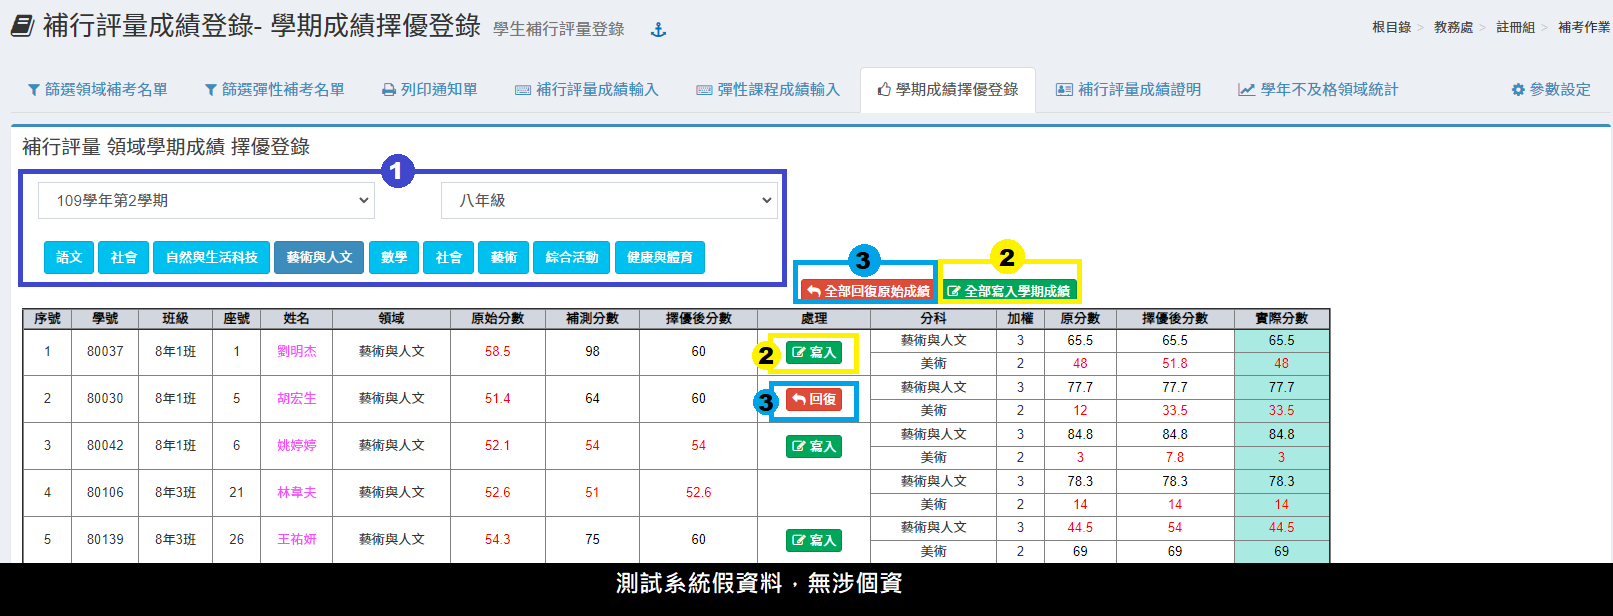 補行評量成績登錄- 學期成績擇優登錄 學生補行評量登錄
根目錄 > 教務處 > 註冊組 > 補考作業
篩選領域補考名單 篩選彈性補考名單 列印通知單 補行評量成績輸入 彈性課程成績輸入 學期成績擇優登錄 補行評量成績證明 學年不及格領域統計 參數設定
補行評量 領域學期成績 擇優登錄
1
109學年第2學期 八年級
語文 社會 自然與生活科技 藝術與人文 數學 社會 藝術 綜合活動 健康與體育
3 2
全部回復原始成績 全部寫入學期成績
序號 學號 班級 座號 姓名 領域 原始分數 補測分數 擇優後分數 處理 分科 加權 原分數 擇優後分數 實際分數
1 80037 8年1班 1 劉明杰 藝術與人文 58.5 98 60 2 寫入 藝術與人文 3 65.5 65.5 65.5
美術 2 48 51.8 48
2 80030 8年1班 5 胡宏生 藝術與人文 51.4 64 60 3 回復 藝術與人文 3 77.7 77.7 77.7
美術 2 12 33.5 33.5
3 80042 8年1班 6 姚婷婷 藝術與人文 52.1 54 54 寫入 藝術與人文 3 84.8 84.8 84.8
美術 2 3 7.8 3
4 80106 8年3班 21 林韋夫 藝術與人文 52.6 51 52.6 藝術與人文 3 78.3 78.3 78.3
美術 2 14 14 14
5 80139 8年3班 26 王祐妍 藝術與人文 54.3 75 60 寫入 藝術與人文 3 44.5 54 44.5
美術 2 69 69 69
測試系統假資料，無涉個資